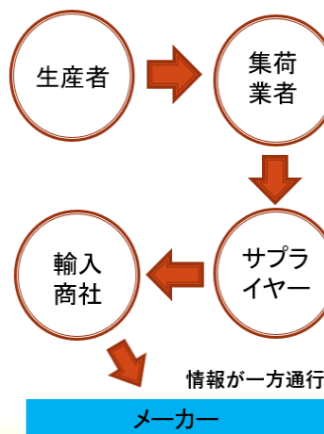 生産者
集荷
業者
サプラ
イヤー
輸入
商社
情報が一方通行
メーカー